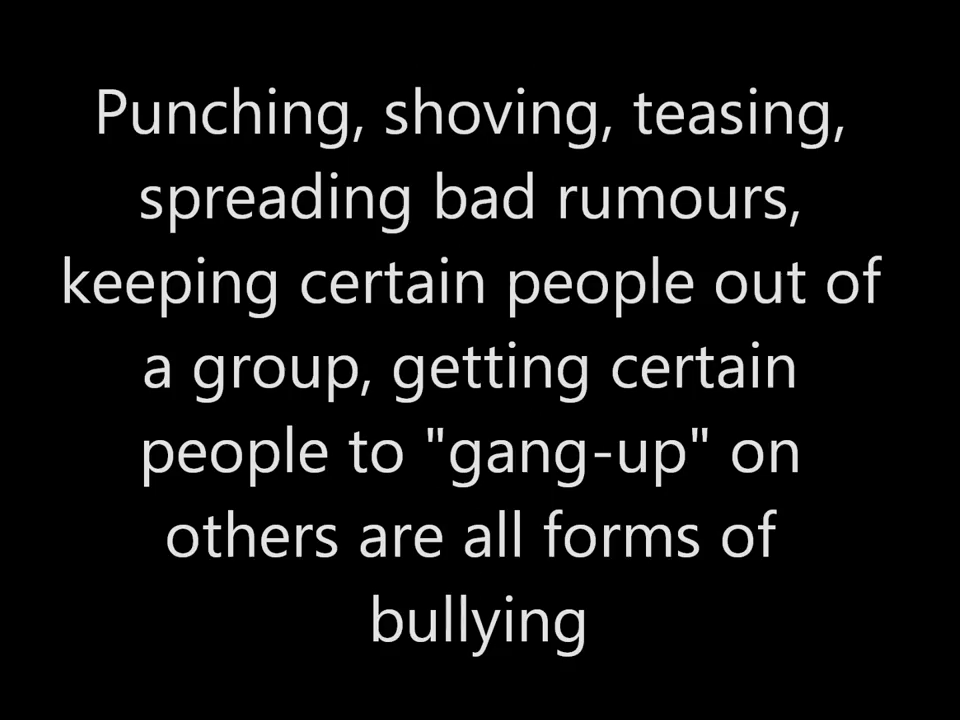 Punching, shoving, teasing,
spreading bad rumours,
keeping certain people out of
a group, getting certain
people to "gang-up" on
others are all forms of
bullying